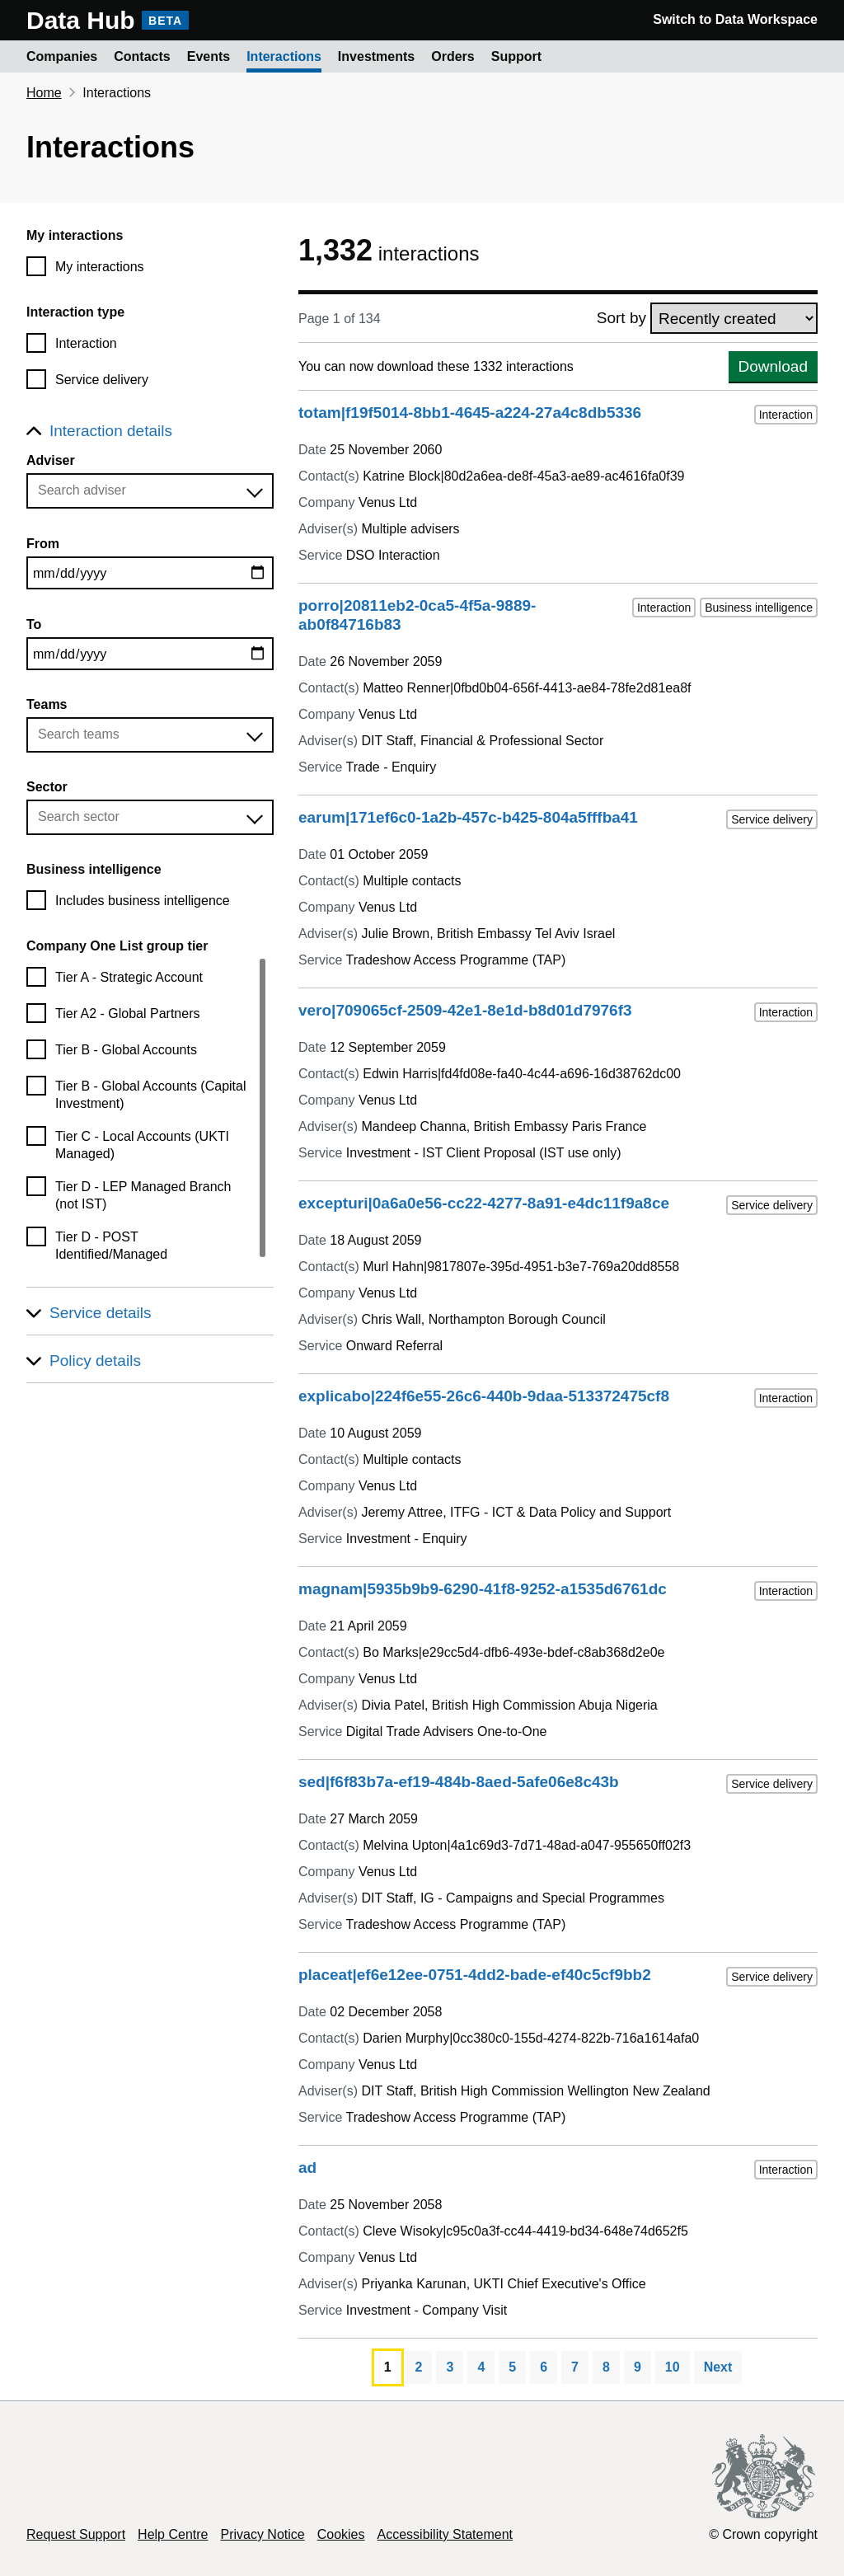 Data Hub BETA
Switch to Data Workspace
Companies Contacts Events Interactions Investments Orders Support
Home Interactions
Interactions
My interactions
My interactions
Interaction type
Interaction
Service delivery
Interaction details
Adviser
Search adviser
From
mm/dd/yyyy
To
mm/dd/yyyy
Teams
Search teams
Sector
Search sector
Business intelligence
Includes business intelligence
Company One List group tier
Tier A - Strategic Account
Tier A2 - Global Partners
Tier B - Global Accounts
Tier B - Global Accounts (Capital
Investment)
Tier C - Local Accounts (UKTI
Managed)
Tier D - LEP Managed Branch
(not IST)
Tier D - POST
Identified/Managed
Service details
Policy details
1,332 interactions
Page 1 of 134
Sort by Recently created
You can now download these 1332 interactions
Download
totam|f19f5014-8bb1-4645-a224-27a4c8db5336
Interaction
Date 25 November 2060
Contact(s) Katrine Block|80d2a6ea-de8f-45a3-ae89-ac4616fa0f39
Company Venus Ltd
Adviser(s) Multiple advisers
Service DSO Interaction
porro|20811eb2-0ca5-4f5a-9889-
ab0f84716b83
Interaction Business intelligence
Date 26 November 2059
Contact(s) Matteo Renner|0fbd0b04-656f-4413-ae84-78fe2d81ea8f
Company Venus Ltd
Adviser(s) DIT Staff, Financial & Professional Sector
Service Trade - Enquiry
earum|171ef6c0-1a2b-457c-b425-804a5fffba41
Service delivery
Date 01 October 2059
Contact(s) Multiple contacts
Company Venus Ltd
Adviser(s) Julie Brown, British Embassy Tel Aviv Israel
Service Tradeshow Access Programme (TAP)
vero|709065cf-2509-42e1-8e1d-b8d01d7976f3
Interaction
Date 12 September 2059
Contact(s) Edwin Harris|fd4fd08e-fa40-4c44-a696-16d38762dc00
Company Venus Ltd
Adviser(s) Mandeep Channa, British Embassy Paris France
Service Investment - IST Client Proposal (IST use only)
excepturi|0a6a0e56-cc22-4277-8a91-e4dc11f9a8ce
Service delivery
Date 18 August 2059
Contact(s) Murl Hahn|9817807e-395d-4951-b3e7-769a20dd8558
Company Venus Ltd
Adviser(s) Chris Wall, Northampton Borough Council
Service Onward Referral
explicabo|224f6e55-26c6-440b-9daa-513372475cf8
Interaction
Date 10 August 2059
Contact(s) Multiple contacts
Company Venus Ltd
Adviser(s) Jeremy Attree, ITFG - ICT & Data Policy and Support
Service Investment - Enquiry
magnam|5935b9b9-6290-41f8-9252-a1535d6761dc
Interaction
Date 21 April 2059
Contact(s) Bo Marks|e29cc5d4-dfb6-493e-bdef-c8ab368d2e0e
Company Venus Ltd
Adviser(s) Divia Patel, British High Commission Abuja Nigeria
Service Digital Trade Advisers One-to-One
sed|f6f83b7a-ef19-484b-8aed-5afe06e8c43b
Service delivery
Date 27 March 2059
Contact(s) Melvina Upton|4a1c69d3-7d71-48ad-a047-955650ff02f3
Company Venus Ltd
Adviser(s) DIT Staff, IG - Campaigns and Special Programmes
Service Tradeshow Access Programme (TAP)
placeat|ef6e12ee-0751-4dd2-bade-ef40c5cf9bb2
Service delivery
Date 02 December 2058
Contact(s) Darien Murphy|0cc380c0-155d-4274-822b-716a1614afa0
Company Venus Ltd
Adviser(s) DIT Staff, British High Commission Wellington New Zealand
Service Tradeshow Access Programme (TAP)
ad
Interaction
Date 25 November 2058
Contact(s) Cleve Wisoky|c95c0a3f-cc44-4419-bd34-648e74d652f5
Company Venus Ltd
Adviser(s) Priyanka Karunan, UKTI Chief Executive's Office
Service Investment - Company Visit
1 2 3 4 5 6 7 8 9 10 Next
Request Support Help Centre Privacy Notice Cookies Accessibility Statement
© Crown copyright